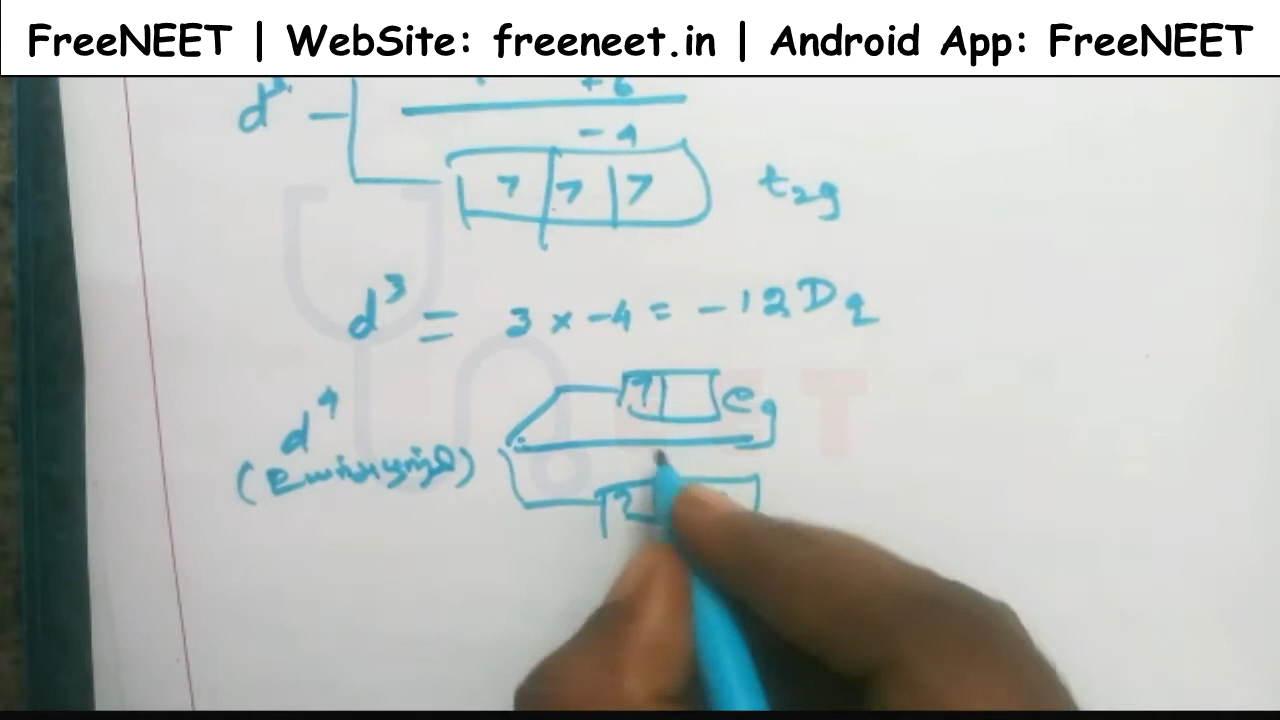 FreeNEET | WebSite: freeneet.in | Android App: FreeNEET
+6
d
-4
t2g
d³ = 3 × -4 = -12Dq
eg
d⁴